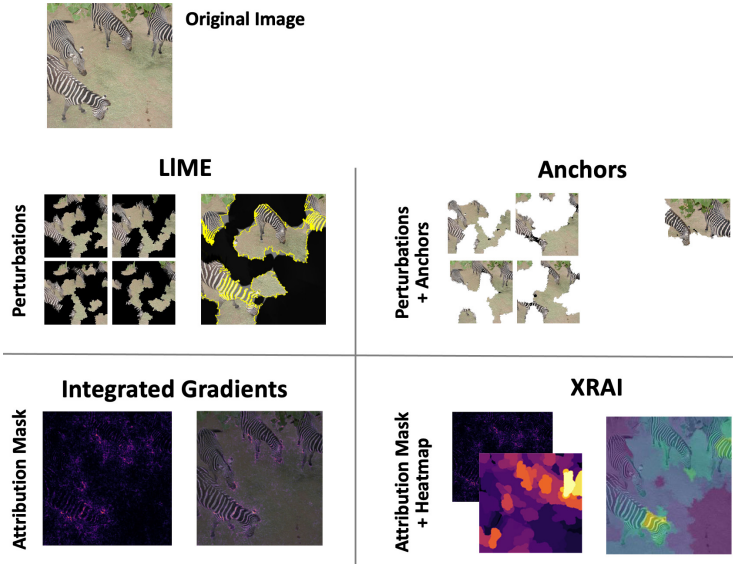 Original Image
LIME
Anchors
Perturbations
Perturbations
+ Anchors
Integrated Gradients
XRAI
Attribution Mask
Attribution Mask
+ Heatmap